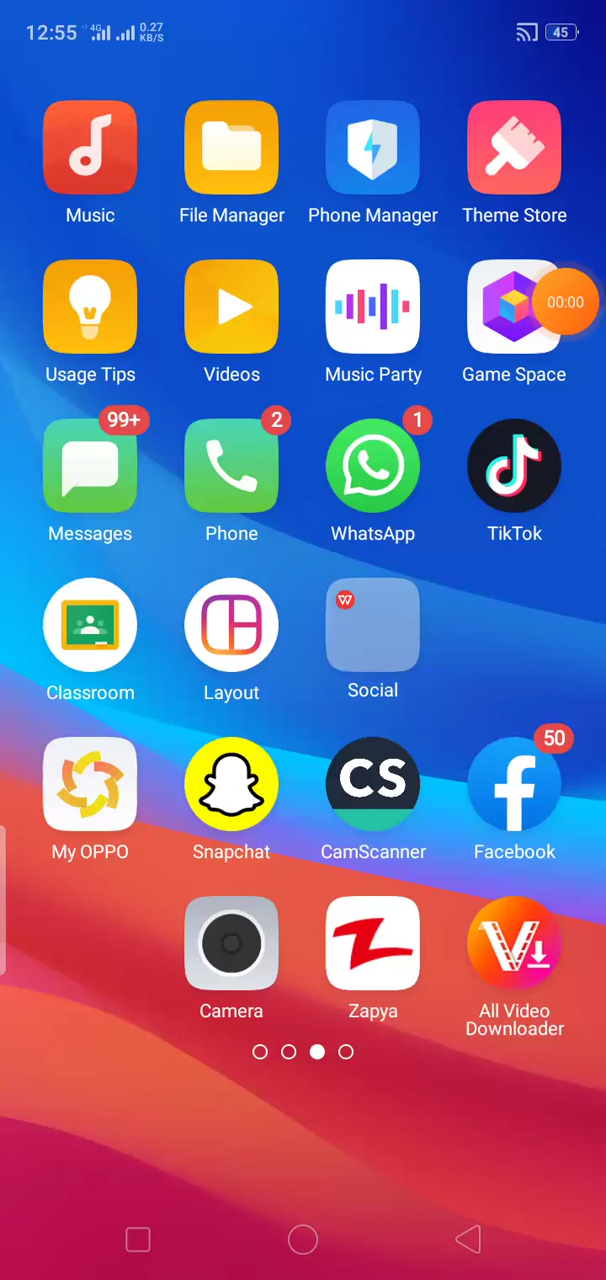 12:55 4G 0.27 KB/S 45
Music File Manager Phone Manager Theme Store
00:00
Usage Tips Videos Music Party Game Space
99+ 2 1
Messages Phone WhatsApp TikTok
W
Classroom Layout Social
50
CS
My OPPO Snapchat CamScanner Facebook
Camera Zapya All Video
Downloader